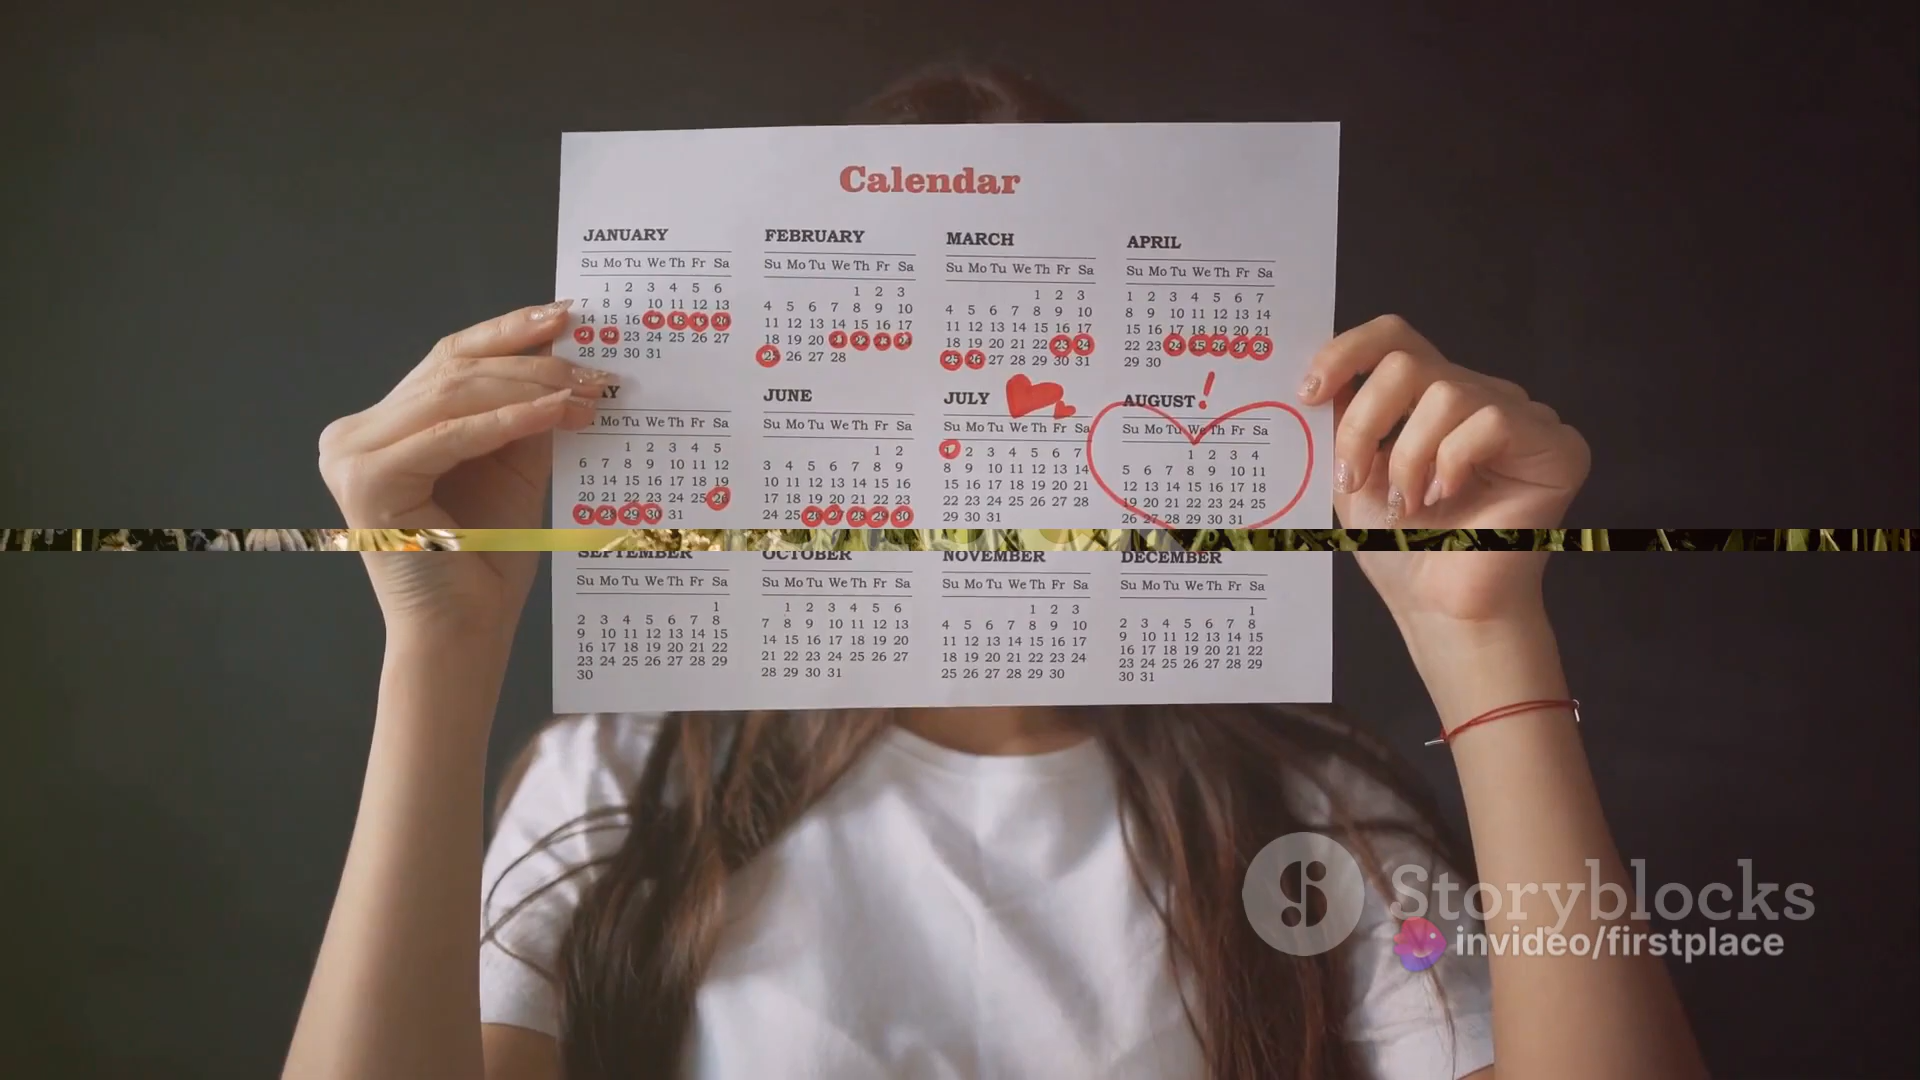 Calendar
JANUARY FEBRUARY MARCH APRIL
Su Mo Tu We Th Fr Sa Su Mo Tu We Th Fr Sa Su Mo Tu We Th Fr Sa Su Mo Tu We Th Fr Sa
1 2 3 4 5 6 1 2 3 1 2 3 1 2 3 4 5 6 7
7 8 9 10 11 12 13 4 5 6 7 8 9 10 4 5 6 7 8 9 10 8 9 10 11 12 13 14
14 15 16 17 18 19 20 11 12 13 14 15 16 17 11 12 13 14 15 16 17 15 16 17 18 19 20 21
21 22 23 24 25 26 27 18 19 20 21 22 23 24 18 19 20 21 22 23 24 22 23 24 25 26 27 28
28 29 30 31 25 26 27 28 25 26 27 28 29 30 31 29 30
AY JUNE JULY AUGUST!
Su Mo Tu We Th Fr Sa Su Mo Tu We Th Fr Sa Su Mo Tu We Th Fr Sa Su Mo Tu We Th Fr Sa
1 2 3 4 5 1 2 1 2 3 4 5 6 7 1 2 3 4
6 7 8 9 10 11 12 3 4 5 6 7 8 9 8 9 10 11 12 13 14 5 6 7 8 9 10 11
13 14 15 16 17 18 19 10 11 12 13 14 15 16 15 16 17 18 19 20 21 12 13 14 15 16 17 18
20 21 22 23 24 25 26 17 18 19 20 21 22 23 22 23 24 25 26 27 28 19 20 21 22 23 24 25
27 28 29 30 31 24 25 26 27 28 29 30 29 30 31 26 27 28 29 30 31
SEPTEMBER OCTOBER NOVEMBER DECEMBER
Su Mo Tu We Th Fr Sa Su Mo Tu We Th Fr Sa Su Mo Tu We Th Fr Sa Su Mo Tu We Th Fr Sa
1 1 2 3 4 5 6 1 2 3 1
2 3 4 5 6 7 8 7 8 9 10 11 12 13 4 5 6 7 8 9 10 2 3 4 5 6 7 8
9 10 11 12 13 14 15 14 15 16 17 18 19 20 11 12 13 14 15 16 17 9 10 11 12 13 14 15
16 17 18 19 20 21 22 21 22 23 24 25 26 27 18 19 20 21 22 23 24 16 17 18 19 20 21 22
23 24 25 26 27 28 29 28 29 30 31 25 26 27 28 29 30 23 24 25 26 27 28 29
30 30 31
Storyblocks
invideo/firstplace